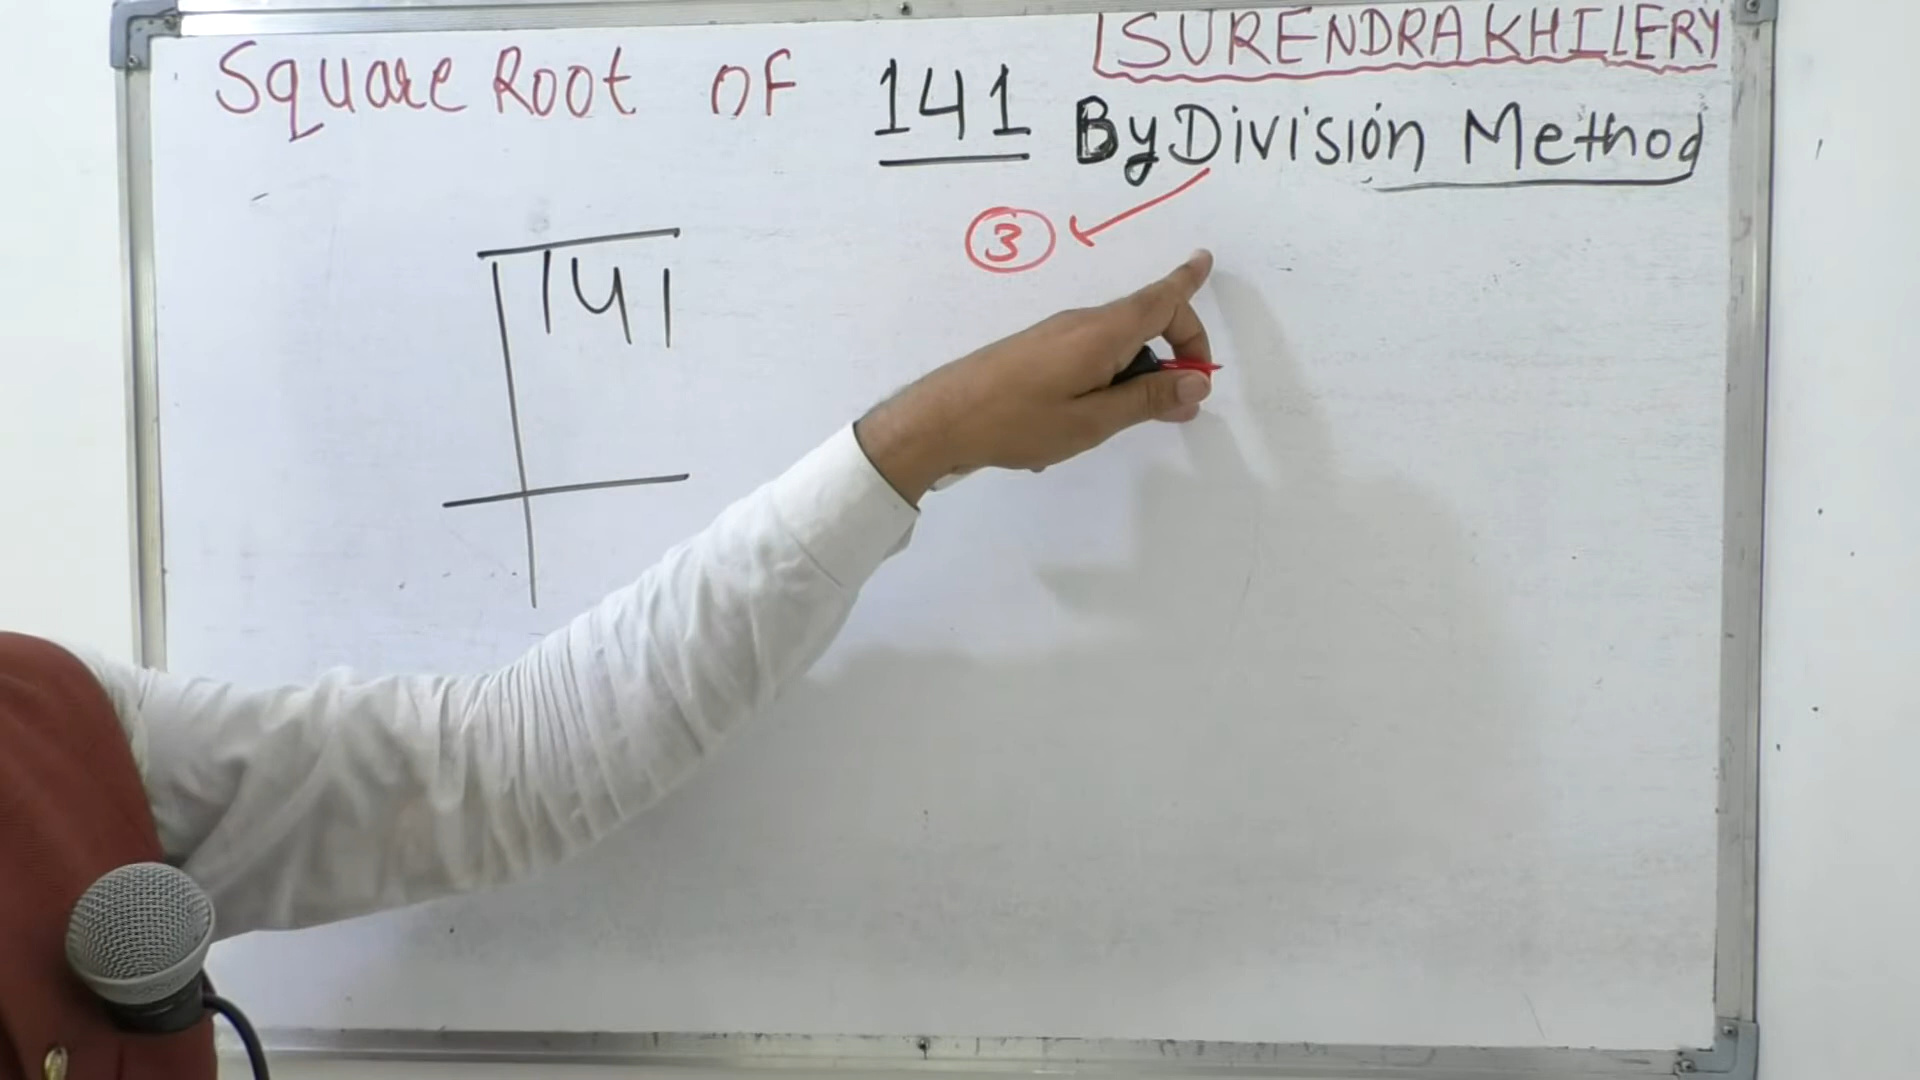 SURENDRA KHILERY
Square Root of 141 By Division Method
3
141